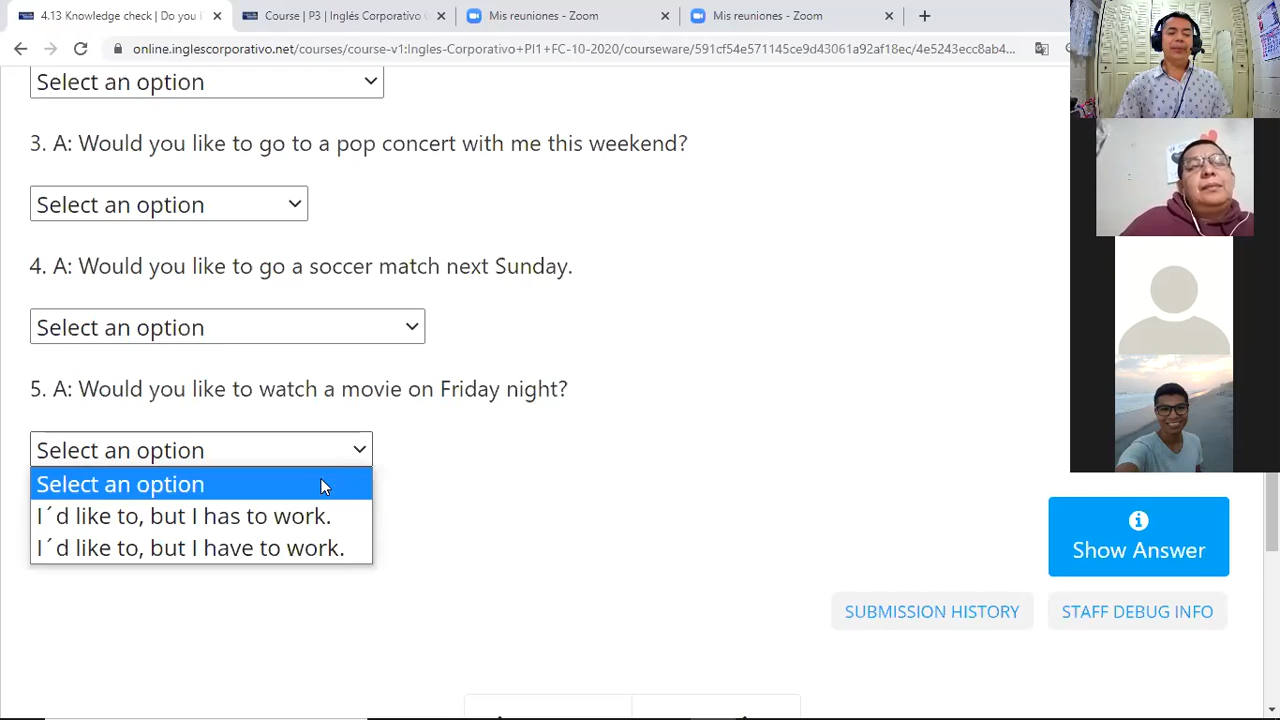 4.13 Knowledge check | Do you
Course | P3 | Inglés Corporativo
Mis reuniones - Zoom
Mis reuniones - Zoom
online.inglescorporativo.net/courses/course-v1:Ingles-Corporativo+PI1+FC-10-2020/courseware/591cf54e571145ce9d43061a92af18ec/4e5243ecc8ab4...
Select an option
3. A: Would you like to go to a pop concert with me this weekend?
Select an option
4. A: Would you like to go a soccer match next Sunday.
Select an option
5. A: Would you like to watch a movie on Friday night?
Select an option
Select an option
I´d like to, but I has to work.
I´d like to, but I have to work.
Show Answer
SUBMISSION HISTORY
STAFF DEBUG INFO